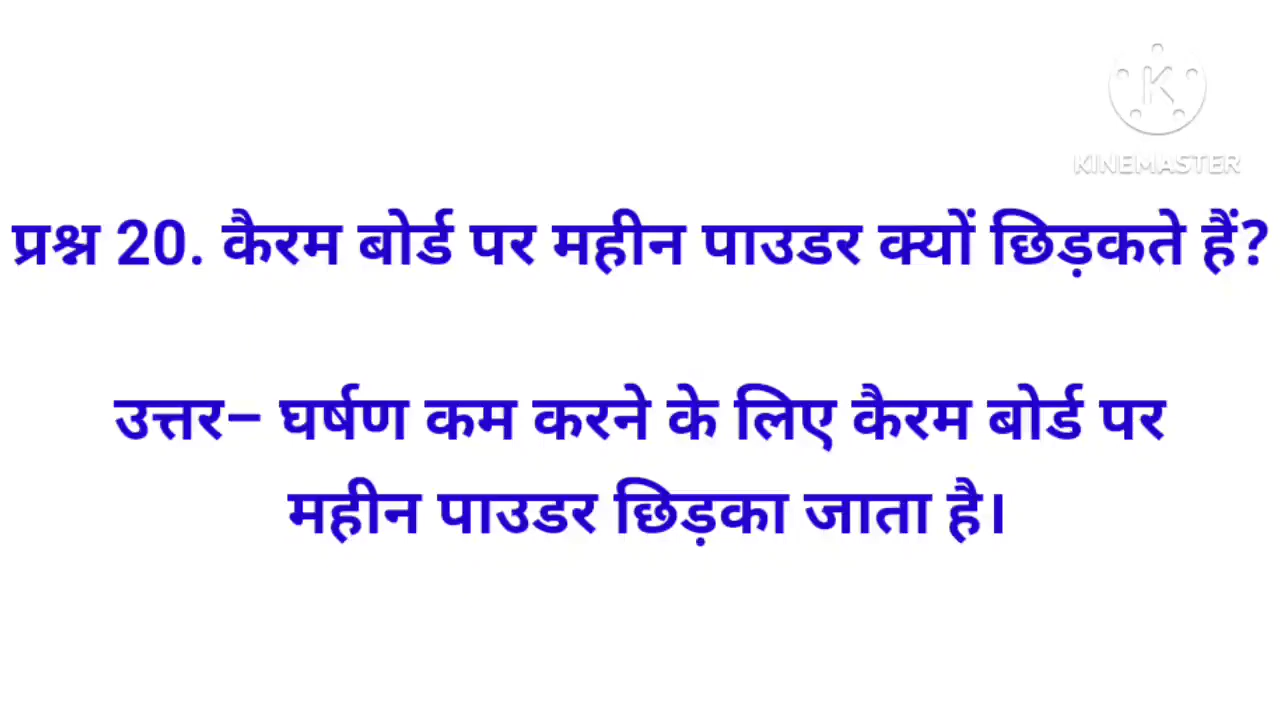 KINEMASTER
प्रश्न 20. कैरम बोर्ड पर महीन पाउडर क्यों छिड़कते हैं?
उत्तर– घर्षण कम करने के लिए कैरम बोर्ड पर
महीन पाउडर छिड़का जाता है।